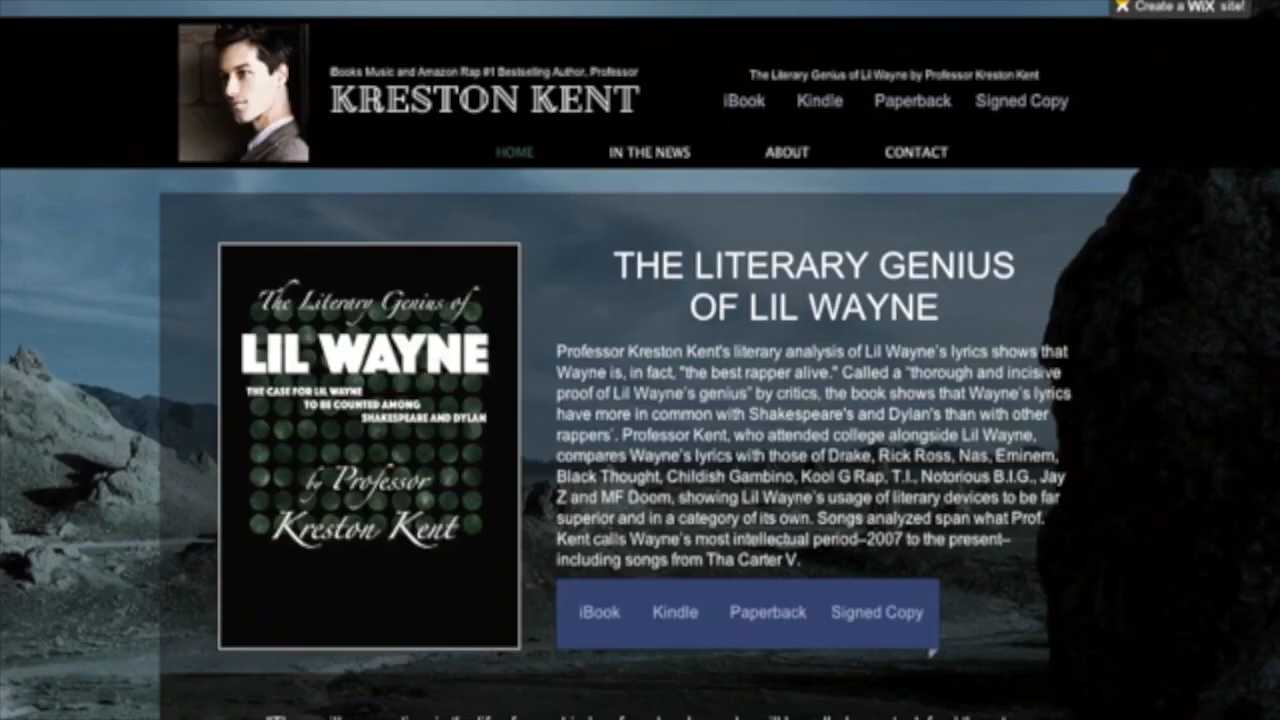 Create a WiX site!
iBooks Music and Amazon Rap #1 Bestselling Author, Professor
KRESTON KENT
The Literary Genius of Lil Wayne by Professor Kreston Kent
iBook Kindle Paperback Signed Copy
HOME IN THE NEWS ABOUT CONTACT
The Literary Genius of
LIL WAYNE
THE CASE FOR LIL WAYNE
TO BE COUNTED AMONG
SHAKESPEARE AND DYLAN
by Professor
Kreston Kent
THE LITERARY GENIUS
OF LIL WAYNE
Professor Kreston Kent's literary analysis of Lil Wayne's lyrics shows that
Wayne is, in fact, "the best rapper alive." Called a "thorough and incisive
proof of Lil Wayne's genius" by critics, the book shows that Wayne's lyrics
have more in common with Shakespeare's and Dylan's than with other
rappers'. Professor Kent, who attended college alongside Lil Wayne,
compares Wayne's lyrics with those of Drake, Rick Ross, Nas, Eminem,
Black Thought, Childish Gambino, Kool G Rap, T.I., Notorious B.I.G., Jay
Z and MF Doom, showing Lil Wayne's usage of literary devices to be far
superior and in a category of its own. Songs analyzed span what Prof.
Kent calls Wayne's most intellectual period–2007 to the present–
including songs from Tha Carter V.
iBook Kindle Paperback Signed Copy